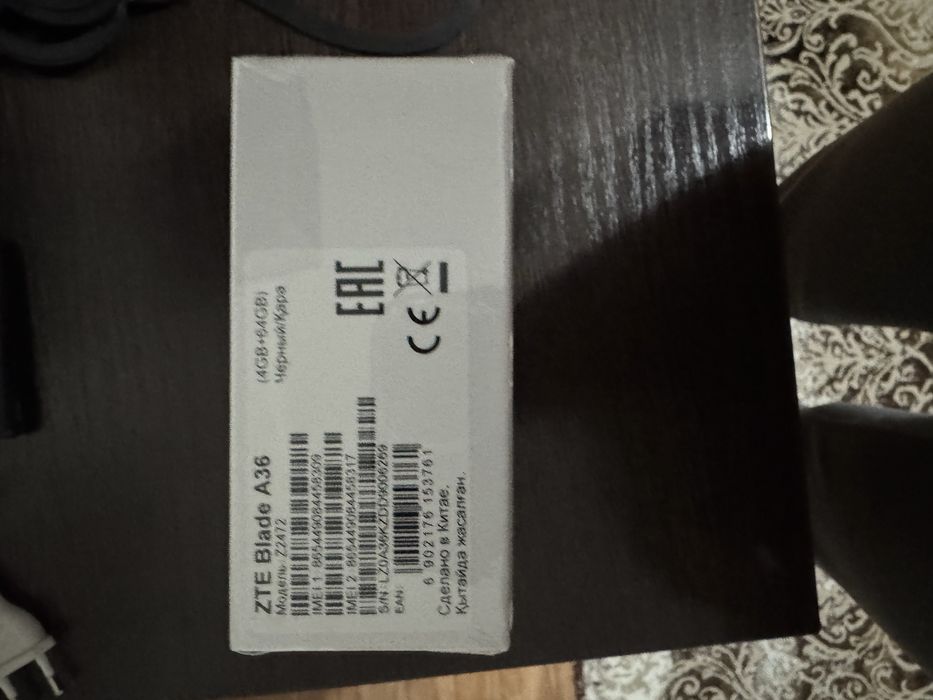 ZTE Blade A36 (4GB+64GB)
Модель: Z2472 Черный/Қара
IMEI 1: 865449084458309
IMEI 2: 865449084458317
S/N: LZ0A36KZDD9006269
EAN:
6 902176 153761
Сделано в Китае.
Қытайда жасалған.
EAC
CE